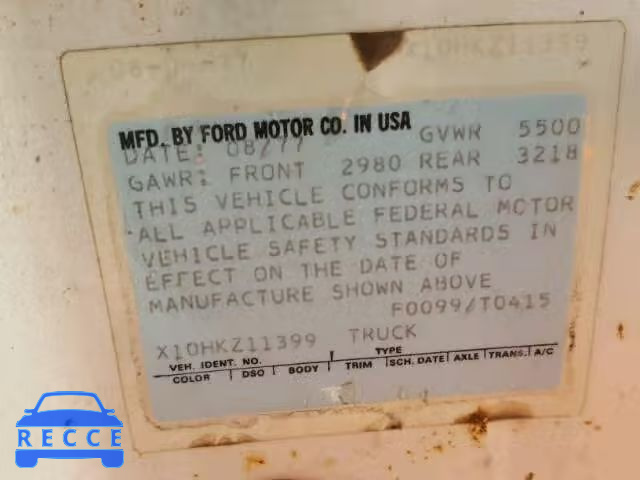 X10HKZ11399
MFD. BY FORD MOTOR CO. IN USA
DATE: 08/77 GVWR 5500
GAWR: FRONT 2980 REAR 3218
THIS VEHICLE CONFORMS TO
ALL APPLICABLE FEDERAL MOTOR
VEHICLE SAFETY STANDARDS IN
EFFECT ON THE DATE OF
MANUFACTURE SHOWN ABOVE
F0099/T0415
X10HKZ11399 TRUCK
VEH. IDENT. NO. TYPE
COLOR DSO BODY TRIM SCH. DATE AXLE TRANS. A/C
RECCE